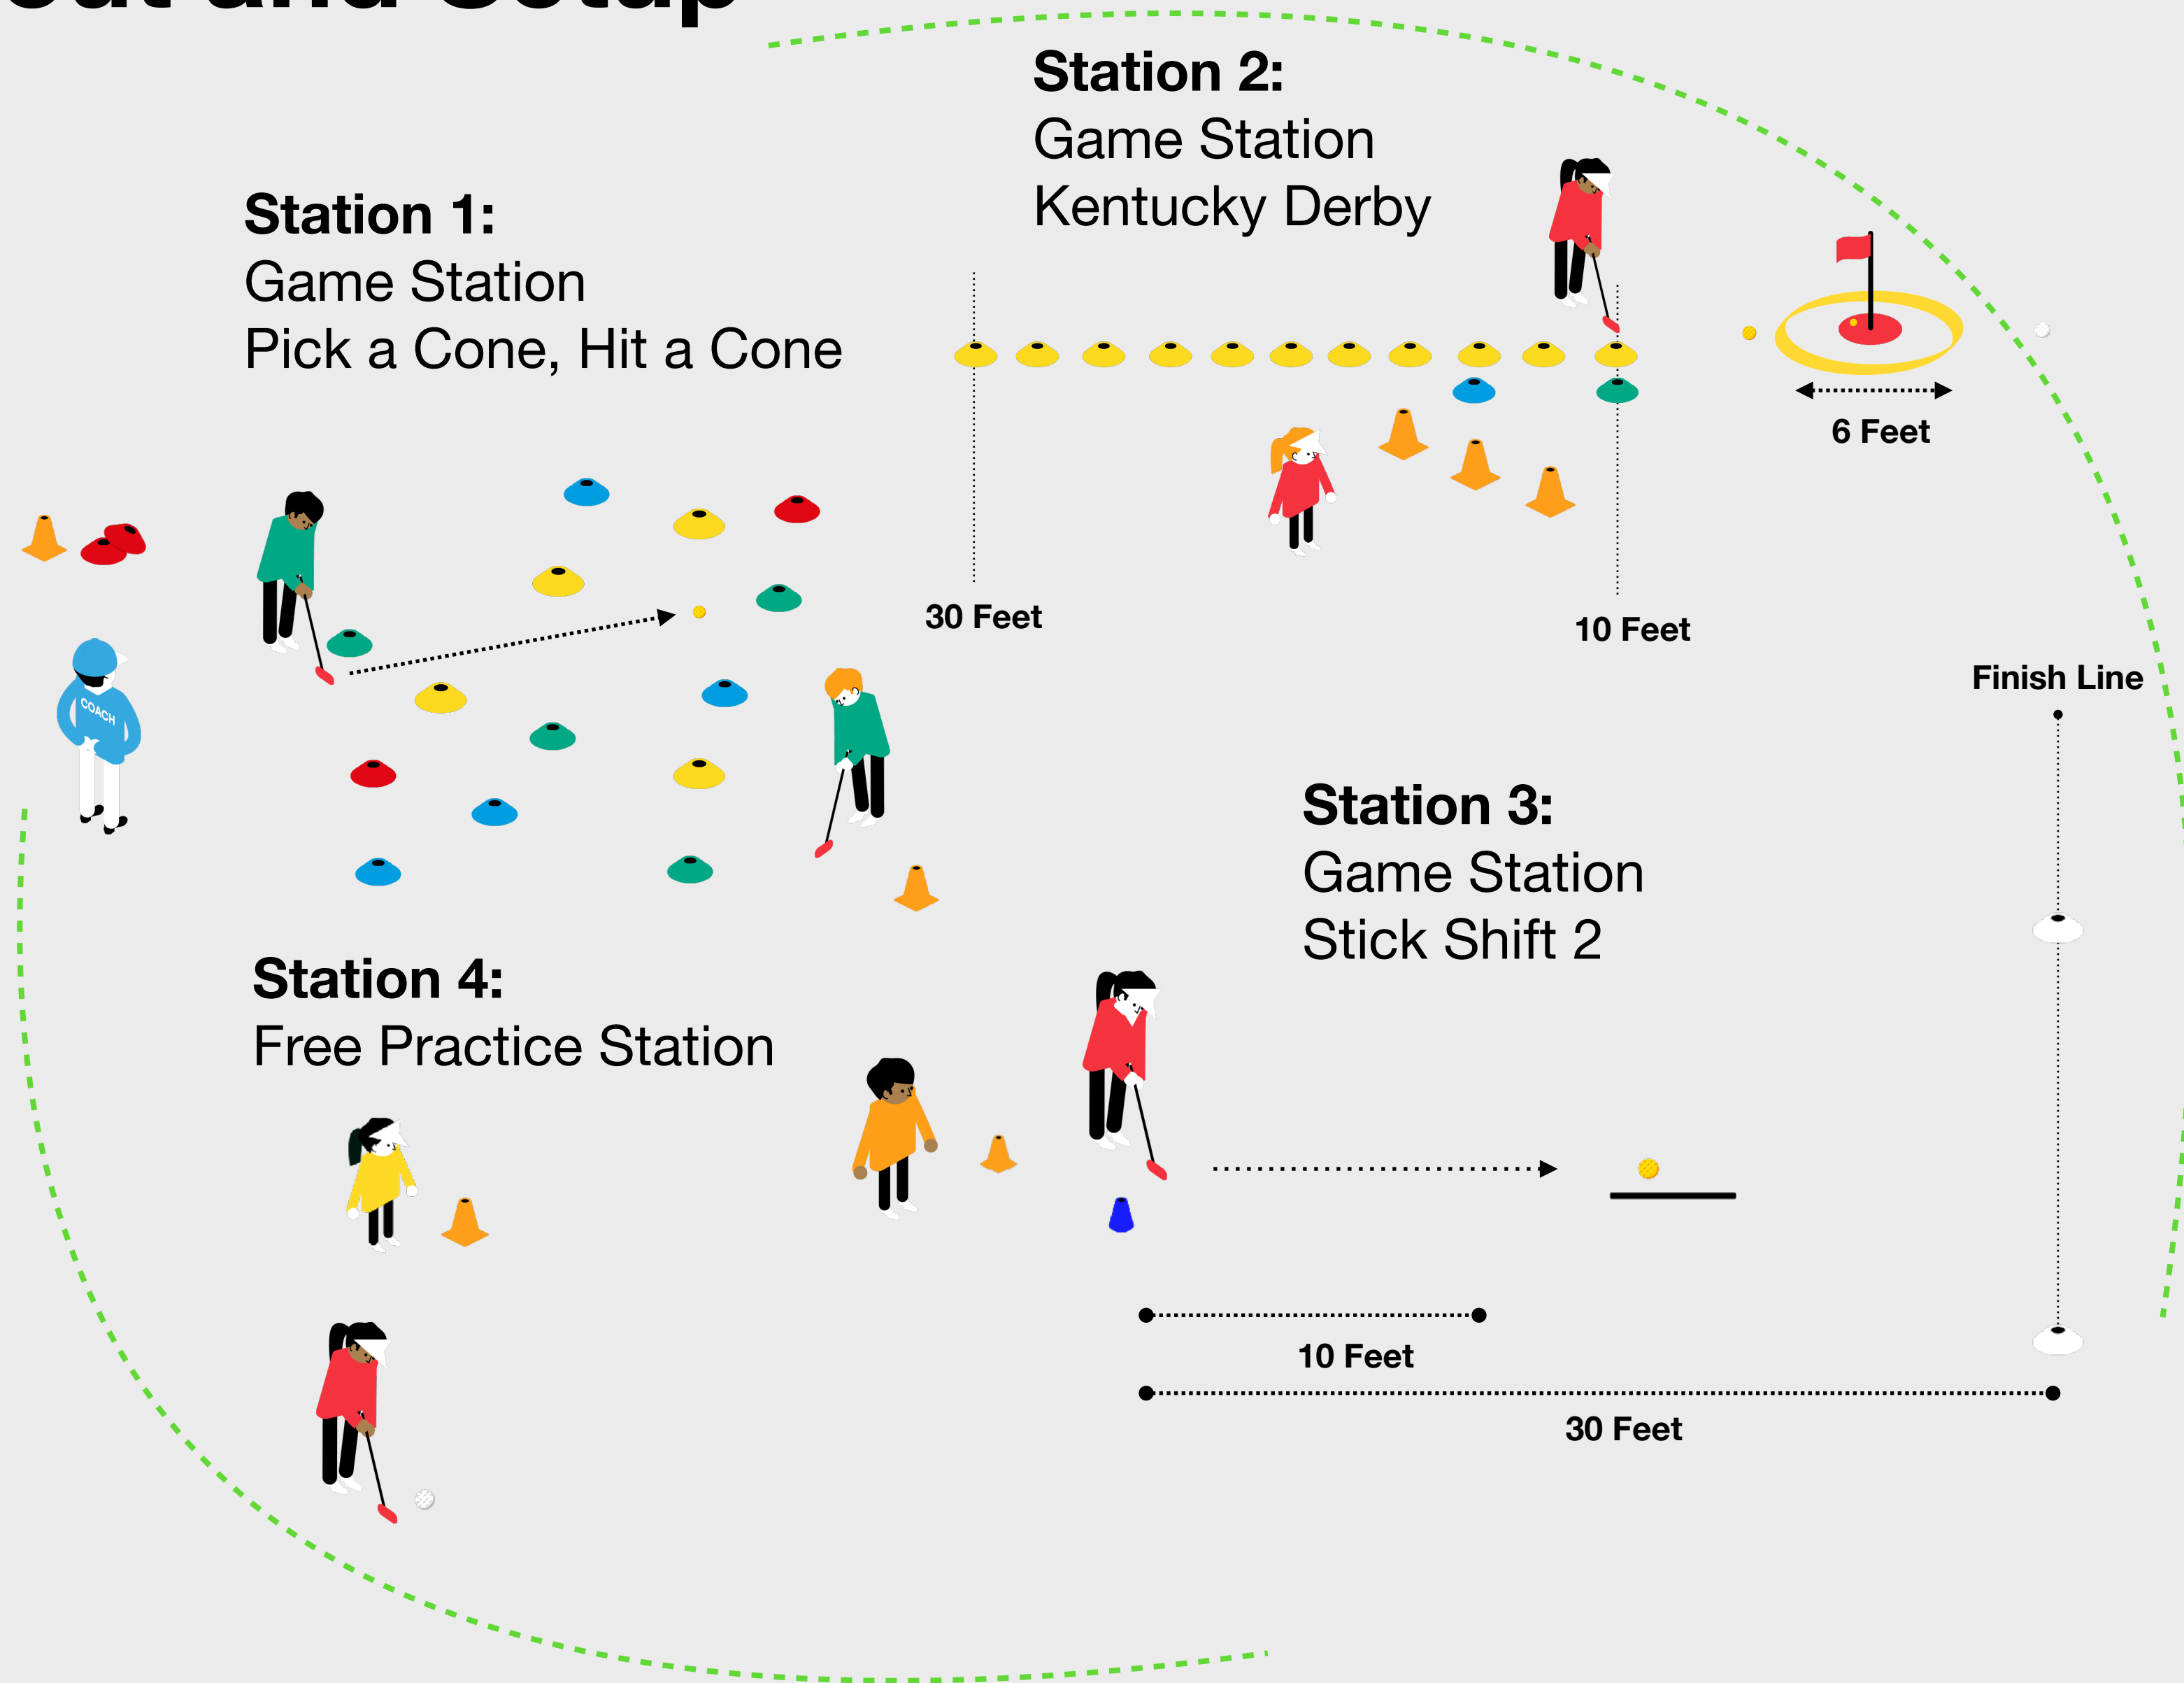 and Setup
Station 1:
Game Station
Pick a Cone, Hit a Cone
Station 2:
Game Station
Kentucky Derby
6 Feet
30 Feet
10 Feet
COACH
Finish Line
Station 3:
Game Station
Stick Shift 2
Station 4:
Free Practice Station
10 Feet
30 Feet